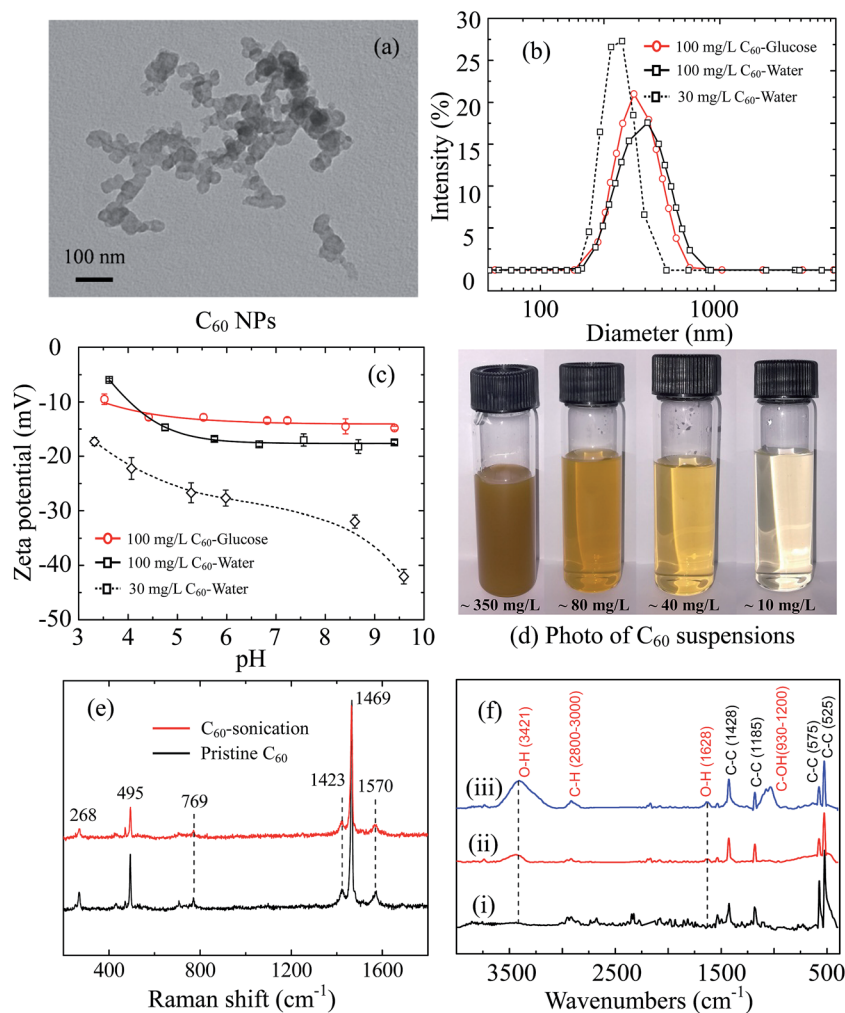 (a)
100 nm
C₆₀ NPs
(b)
100 mg/L C₆₀-Glucose
100 mg/L C₆₀-Water
30 mg/L C₆₀-Water
Intensity (%)
30
25
20
15
10
5
0
100
1000
Diameter (nm)
(c)
Zeta potential (mV)
0
-10
-20
-30
-40
-50
100 mg/L C₆₀-Glucose
100 mg/L C₆₀-Water
30 mg/L C₆₀-Water
3 4 5 6 7 8 9 10
pH
~ 350 mg/L
~ 80 mg/L
~ 40 mg/L
~ 10 mg/L
(d) Photo of C₆₀ suspensions
(e)
C₆₀-sonication
Pristine C₆₀
268
495
769
1423
1469
1570
400 800 1200 1600
Raman shift (cm⁻¹)
(f)
O-H (3421)
C-H (2800-3000)
O-H (1628)
C-C (1428)
C-C (1185)
C-OH(930-1200)
C-C (575)
C-C (525)
(iii)
(ii)
(i)
3500 2500 1500 500
Wavenumbers (cm⁻¹)